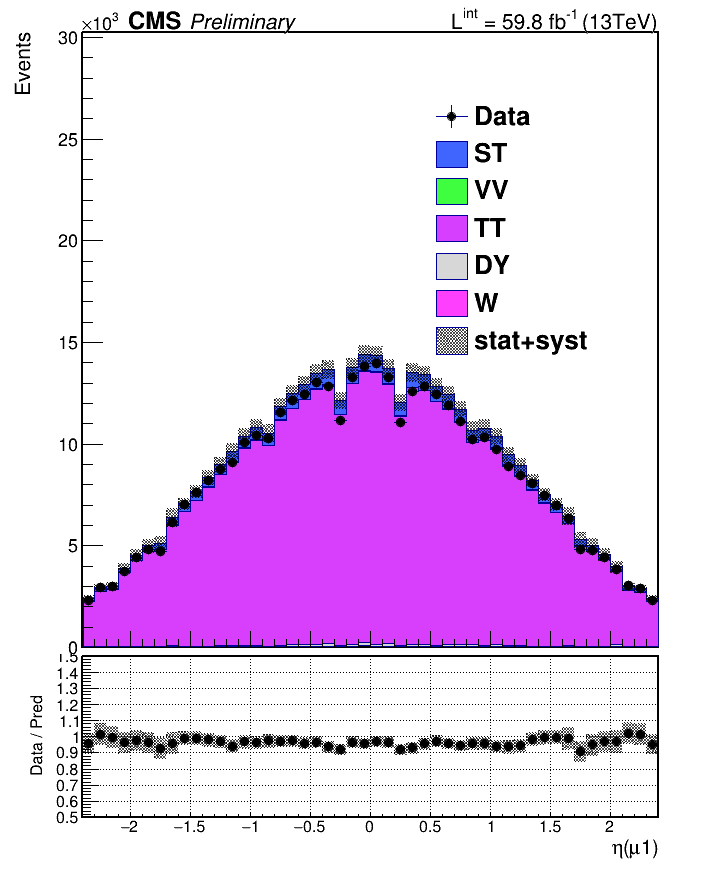 ×10³ CMS Preliminary L^int = 59.8 fb⁻¹ (13TeV)
Events
30
25
20
15
10
5
0
Data
ST
VV
TT
DY
W
stat+syst
Data / Pred
1.5
1.4
1.3
1.2
1.1
1
0.9
0.8
0.7
0.6
0.5
−2 −1.5 −1 −0.5 0 0.5 1 1.5 2
η(μ1)